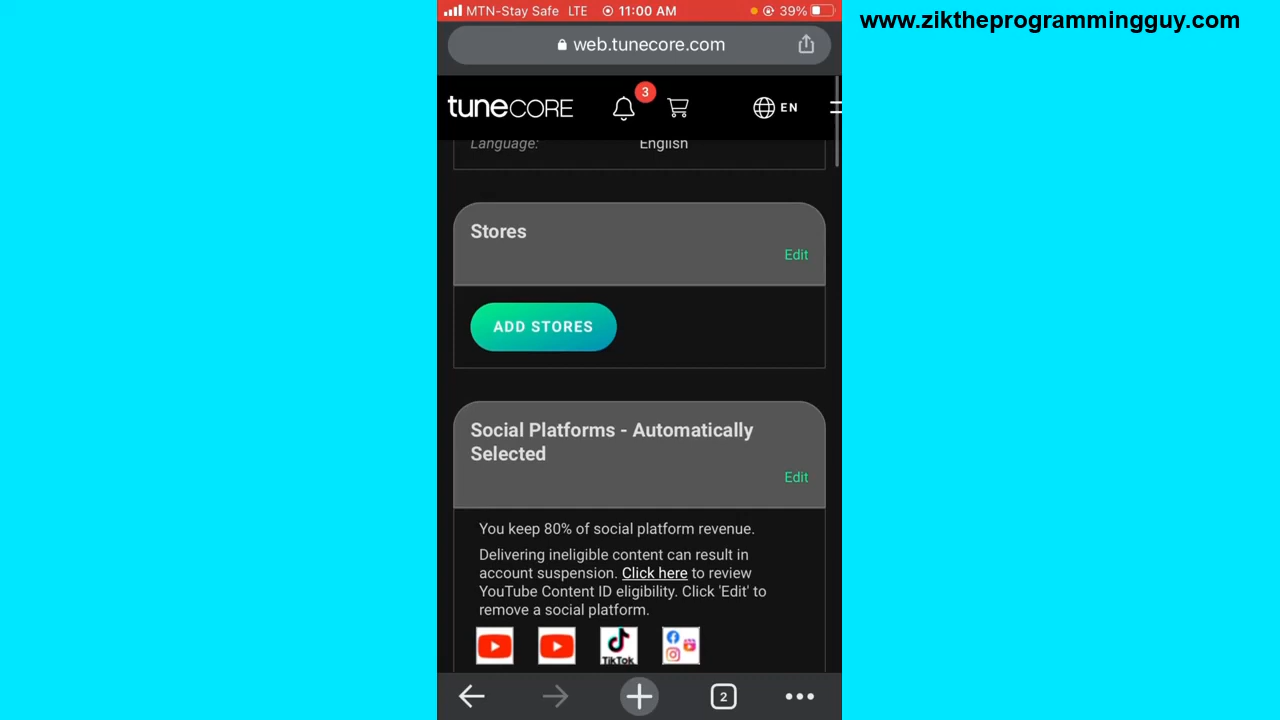 MTN-Stay Safe LTE 11:00 AM 39%
www.ziktheprogrammingguy.com
web.tunecore.com
tuneCORE 3 EN
Language: English
Stores
Edit
ADD STORES
Social Platforms - Automatically
Selected
Edit
You keep 80% of social platform revenue.
Delivering ineligible content can result in
account suspension. Click here to review
YouTube Content ID eligibility. Click 'Edit' to
remove a social platform.
TikTok
2